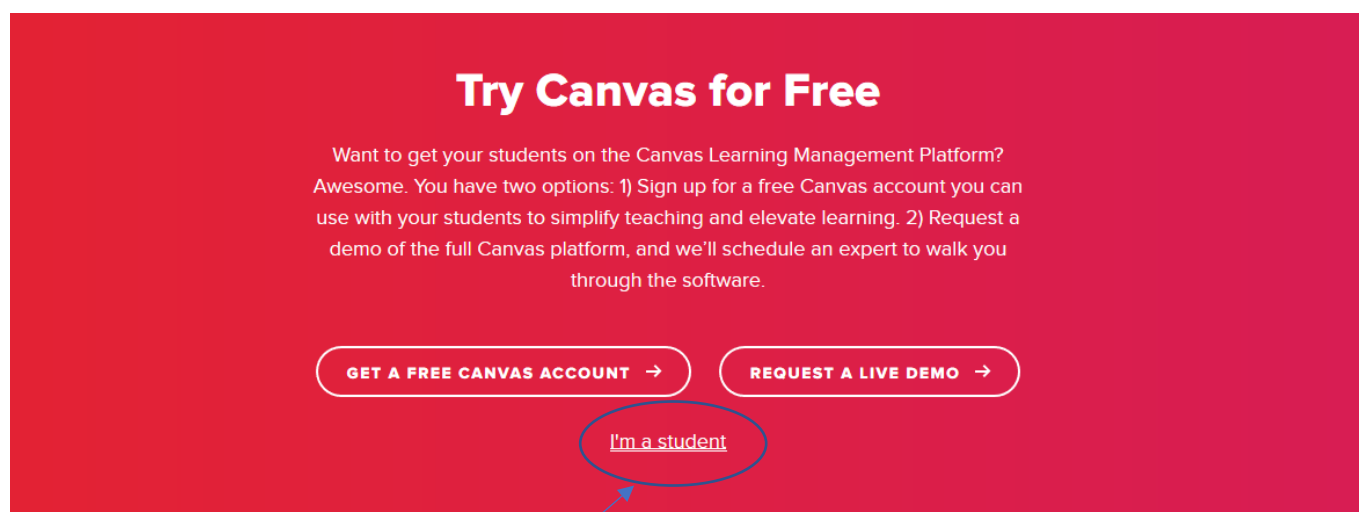 Try Canvas for Free
Want to get your students on the Canvas Learning Management Platform?
Awesome. You have two options: 1) Sign up for a free Canvas account you can
use with your students to simplify teaching and elevate learning. 2) Request a
demo of the full Canvas platform, and we'll schedule an expert to walk you
through the software.
GET A FREE CANVAS ACCOUNT →
REQUEST A LIVE DEMO →
I'm a student